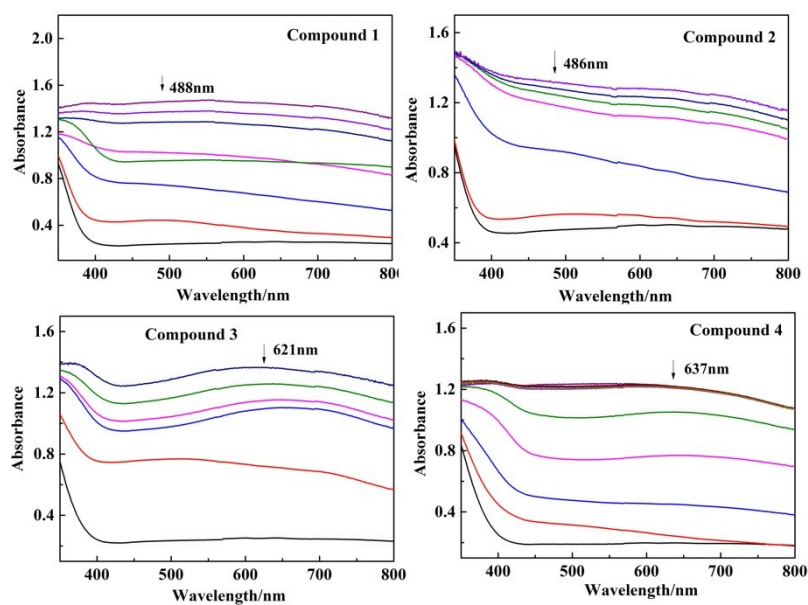 Compound 1
488nm
Absorbance
2.0
1.6
1.2
0.8
0.4
400 500 600 700 800
Wavelength/nm
Compound 2
486nm
Absorbance
1.6
1.2
0.8
0.4
400 500 600 700 800
Wavelength/nm
Compound 3
621nm
Absorbance
1.6
1.2
0.8
0.4
400 500 600 700 800
Wavelength/nm
Compound 4
637nm
Absorbance
1.6
1.2
0.8
0.4
400 500 600 700 800
Wavelength/nm